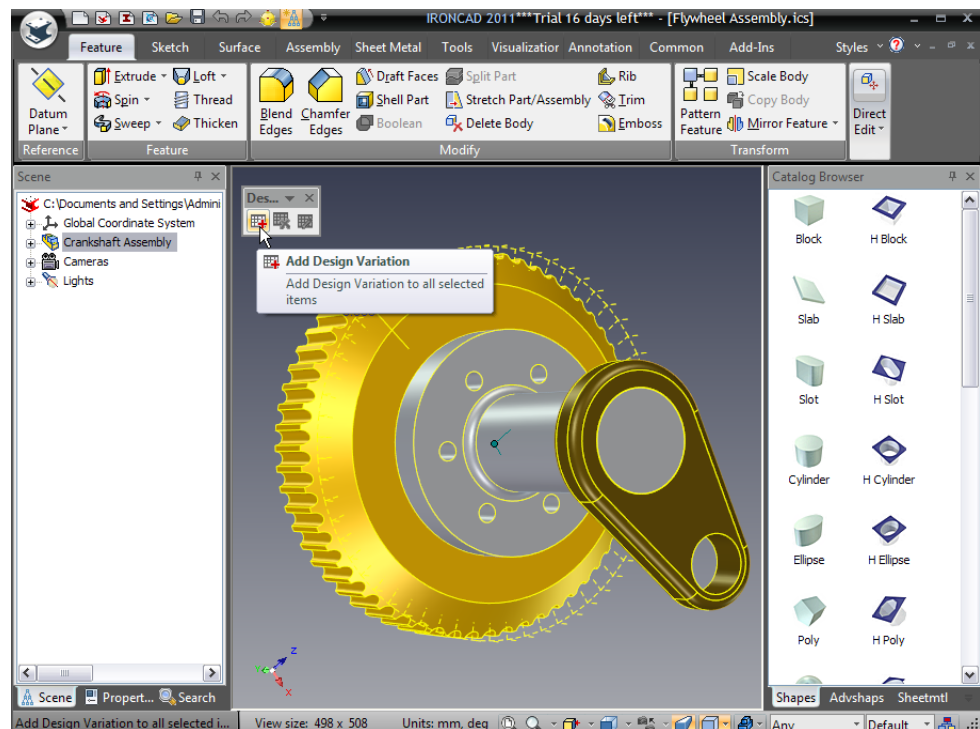 IRONCAD 2011***Trial 16 days left*** - [Flywheel Assembly.ics]
Feature Sketch Surface Assembly Sheet Metal Tools Visualization Annotation Common Add-Ins Styles
Extrude Loft Draft Faces Split Part Rib Scale Body
Spin Thread Shell Part Stretch Part/Assembly Trim Copy Body
Sweep Thicken Boolean Delete Body Emboss Mirror Feature
Datum Plane
Blend Edges
Chamfer Edges
Pattern Feature
Direct Edit
Reference Feature Modify Transform
Scene
C:\Documents and Settings\Admini
Global Coordinate System
Crankshaft Assembly
Cameras
Lights
Des...
Add Design Variation
Add Design Variation to all selected
items
z
x
Catalog Browser
Block H Block
Slab H Slab
Slot H Slot
Cylinder H Cylinder
Ellipse H Ellipse
Poly H Poly
Scene Propert... Search
Shapes Advshaps Sheetmtl
Add Design Variation to all selected i... View size: 498 x 508 Units: mm, deg Any Default